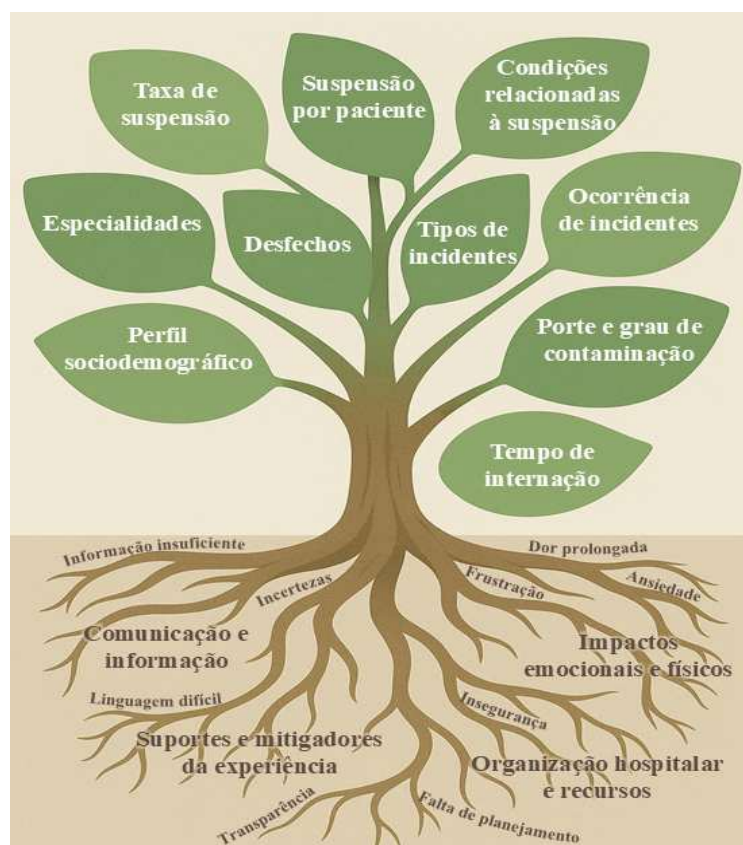 Taxa de
suspensão
Suspensão
por paciente
Condições
relacionadas
à suspensão
Especialidades
Desfechos
Tipos de
incidentes
Ocorrência
de incidentes
Perfil
sociodemográfico
Porte e grau de
contaminação
Tempo de
internação
Informação insuficiente
Incertezas
Dor prolongada
Frustração
Ansiedade
Comunicação e
informação
Impactos
emocionais e físicos
Linguagem difícil
Insegurança
Suportes e mitigadores
da experiência
Organização hospitalar
e recursos
Transparência
Falta de planejamento